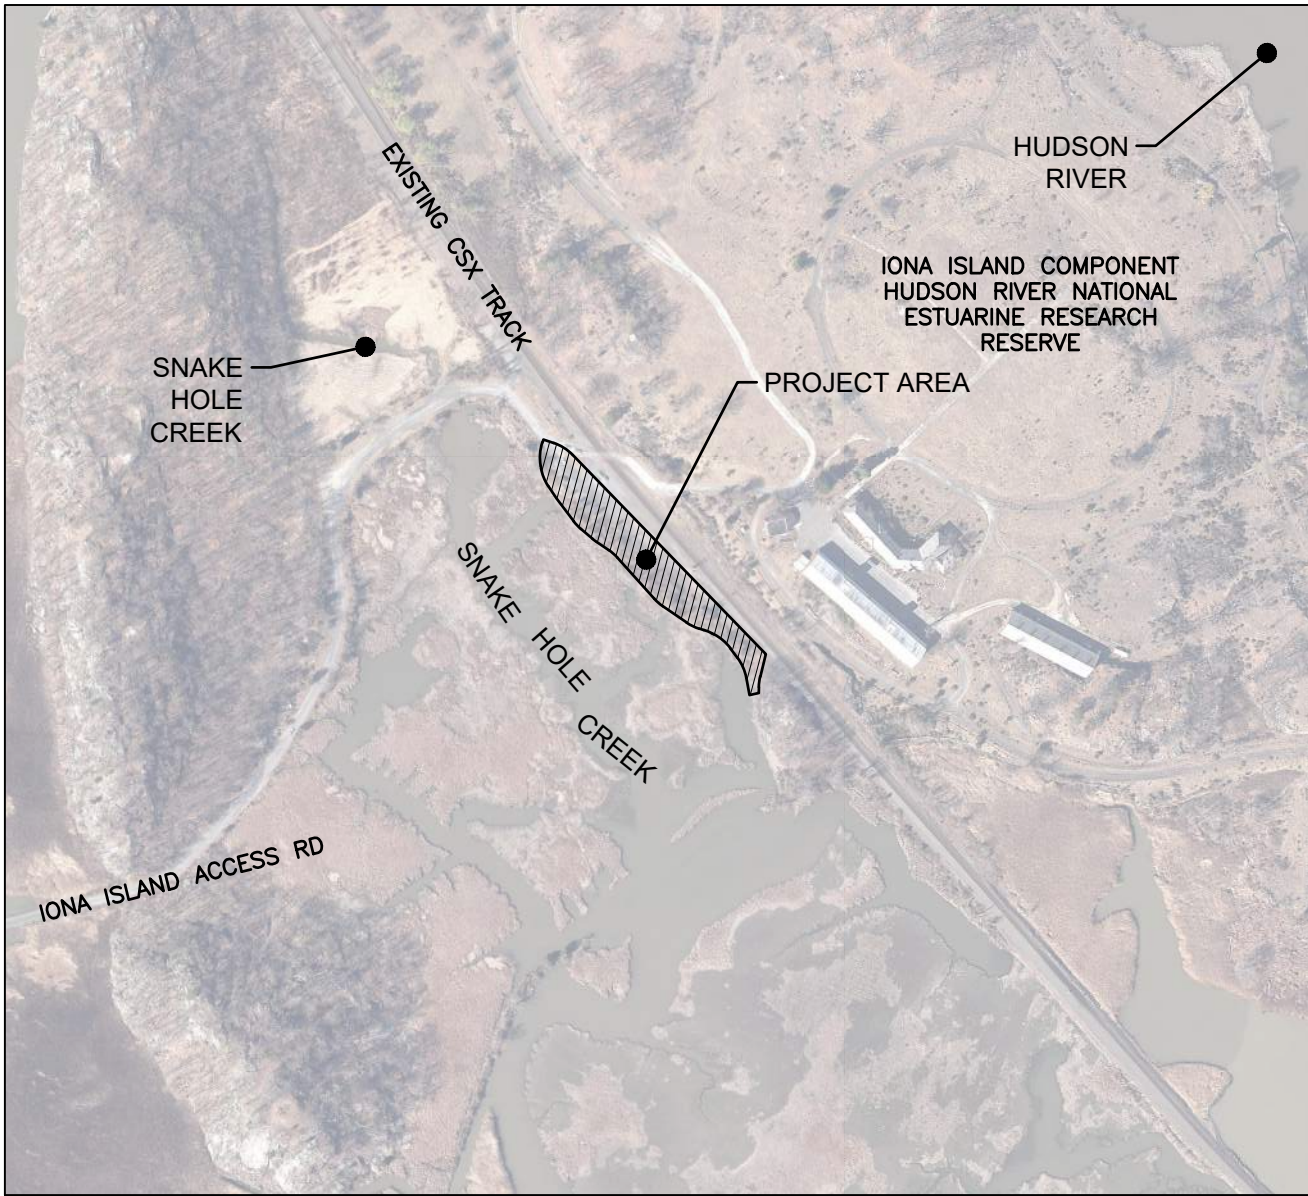 HUDSON
RIVER
EXISTING CSX TRACK
IONA ISLAND COMPONENT
HUDSON RIVER NATIONAL
ESTUARINE RESEARCH
RESERVE
SNAKE
HOLE
CREEK
PROJECT AREA
SNAKE HOLE CREEK
IONA ISLAND ACCESS RD